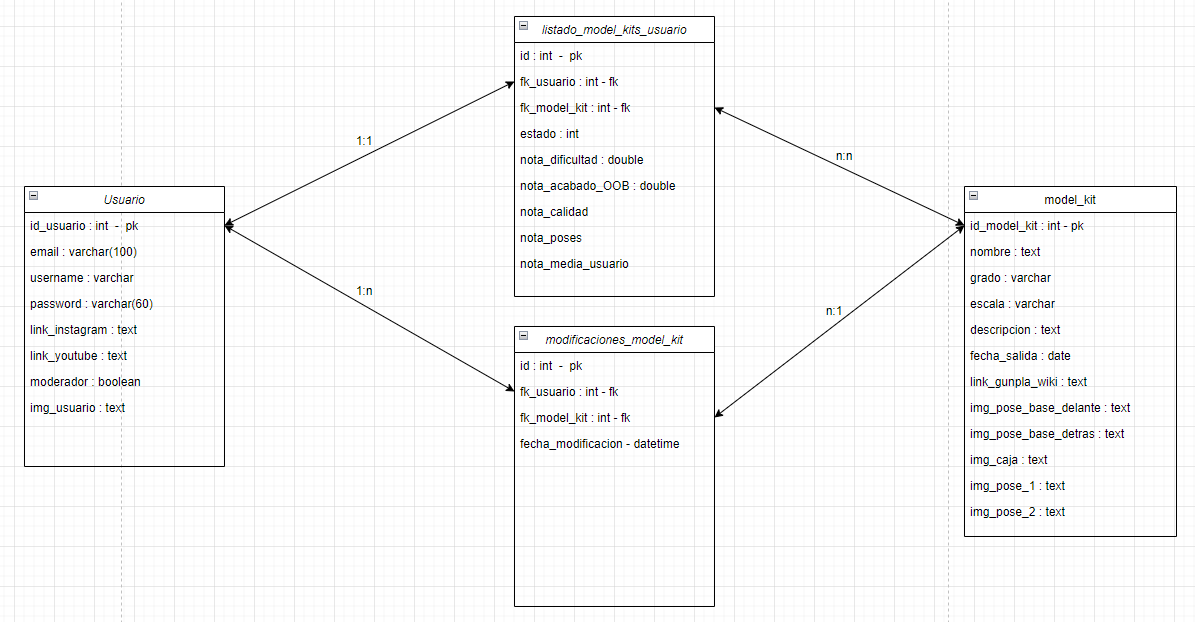 listado_model_kits_usuario
id : int - pk
fk_usuario : int - fk
fk_model_kit : int - fk
estado : int
nota_dificultad : double
nota_acabado_OOB : double
nota_calidad
nota_poses
nota_media_usuario
1:1
n:n
Usuario
id_usuario : int - pk
email : varchar(100)
username : varchar
password : varchar(60)
link_instagram : text
link_youtube : text
moderador : boolean
img_usuario : text
1:n
n:1
modificaciones_model_kit
id : int - pk
fk_usuario : int - fk
fk_model_kit : int - fk
fecha_modificacion - datetime
model_kit
id_model_kit : int - pk
nombre : text
grado : varchar
escala : varchar
descripcion : text
fecha_salida : date
link_gunpla_wiki : text
img_pose_base_delante : text
img_pose_base_detras : text
img_caja : text
img_pose_1 : text
img_pose_2 : text